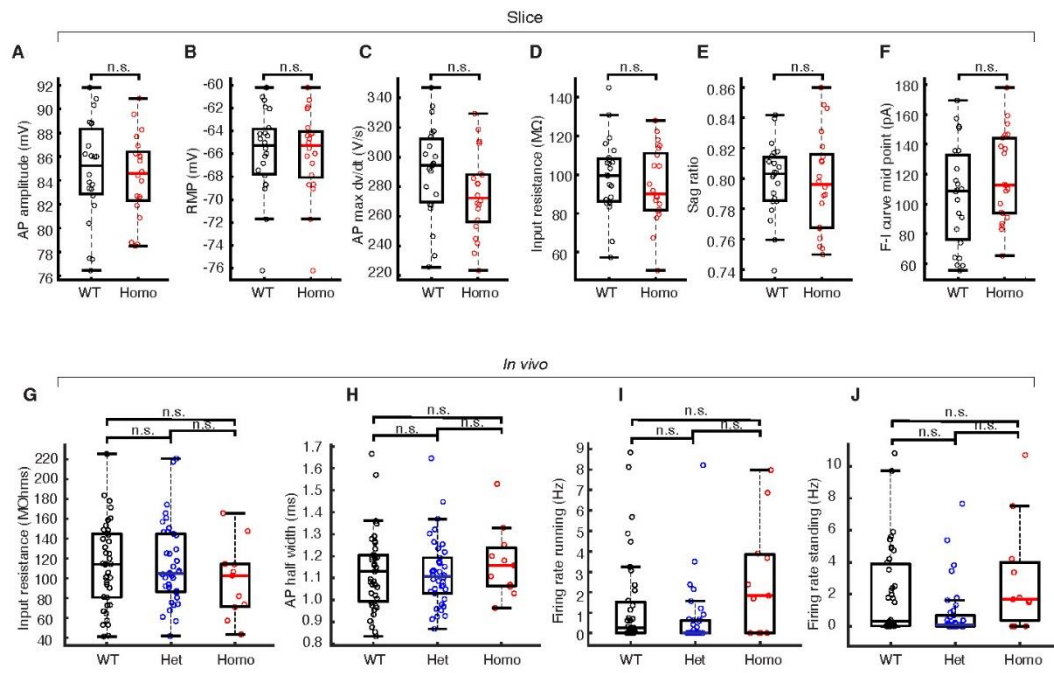 Slice
A
n.s.
AP amplitude (mV)
92
90
88
86
84
82
80
78
76
WT
Homo
B
n.s.
RMP (mV)
-60
-62
-64
-66
-68
-70
-72
-74
-76
WT
Homo
C
n.s.
AP max dv/dt (V/s)
340
320
300
280
260
240
220
WT
Homo
D
n.s.
Input resistance (MΩ)
140
120
100
80
60
WT
Homo
E
n.s.
Sag ratio
0.86
0.84
0.82
0.80
0.78
0.76
0.74
WT
Homo
F
n.s.
F-I curve mid point (pA)
180
160
140
120
100
80
60
WT
Homo
In vivo
G
n.s.
n.s.
n.s.
Input resistance (MOhms)
220
200
180
160
140
120
100
80
60
40
WT
Het
Homo
H
n.s.
n.s.
n.s.
AP half width (ms)
1.7
1.6
1.5
1.4
1.3
1.2
1.1
1.0
0.9
0.8
WT
Het
Homo
I
n.s.
n.s.
n.s.
Firing rate running (Hz)
9
8
7
6
5
4
3
2
1
0
WT
Het
Homo
J
n.s.
n.s.
n.s.
Firing rate standing (Hz)
10
8
6
4
2
0
WT
Het
Homo